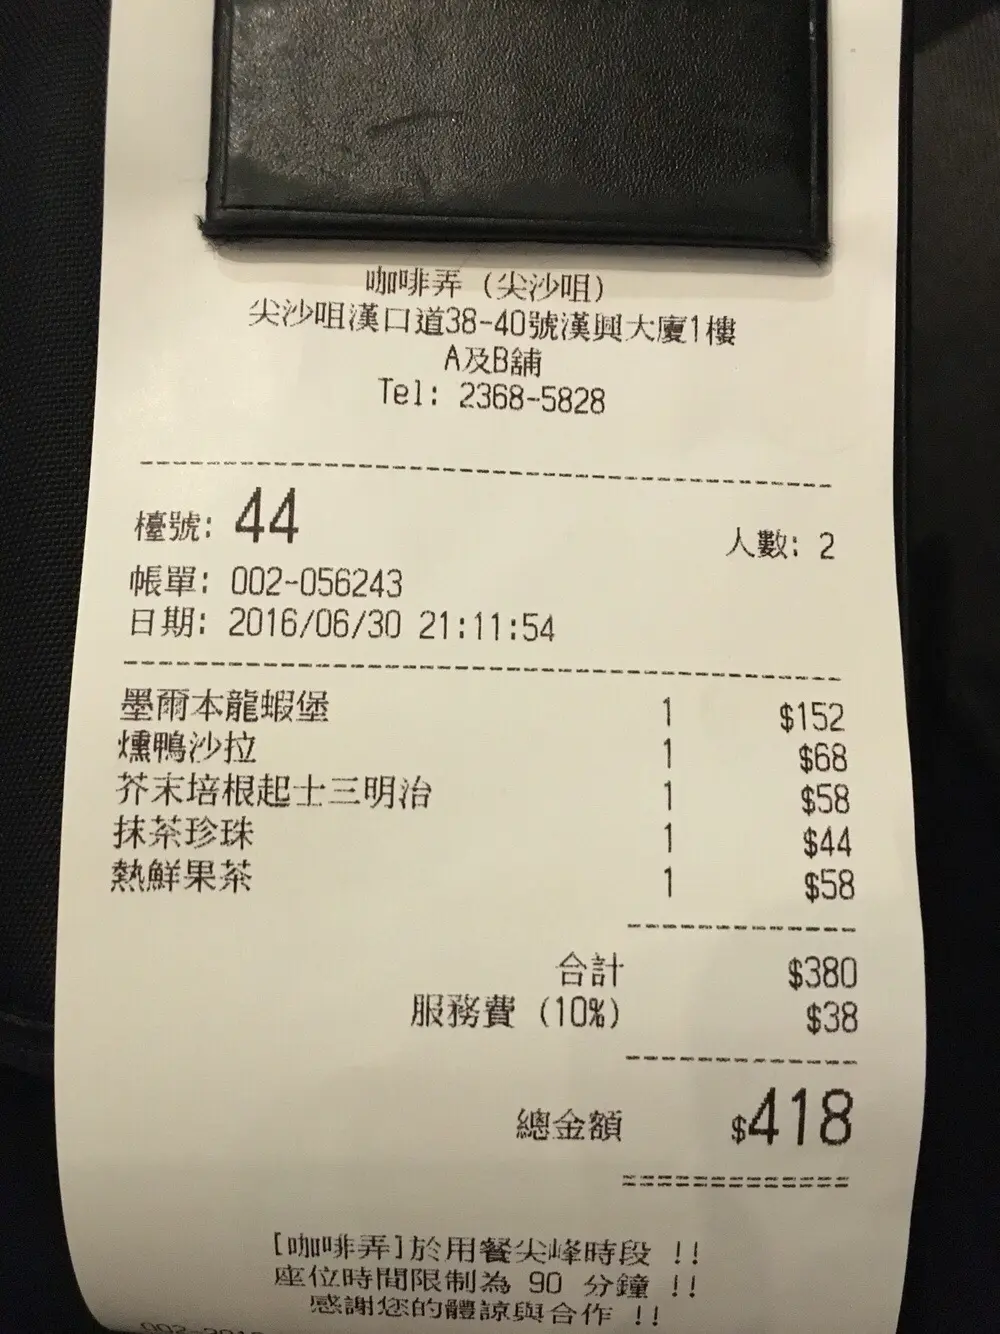 咖啡弄 (尖沙咀)
尖沙咀漢口道38-40號漢興大廈1樓
A及B舖
Tel: 2368-5828
檯號: 44 人數: 2
帳單: 002-056243
日期: 2016/06/30 21:11:54
墨爾本龍蝦堡 1 $152
燻鴨沙拉 1 $68
芥末培根起士三明治 1 $58
抹茶珍珠 1 $44
熱鮮果茶 1 $58
合計 $380
服務費 (10%) $38
總金額 $418
[咖啡弄]於用餐尖峰時段 !!
座位時間限制為 90 分鐘 !!
感謝您的體諒與合作 !!